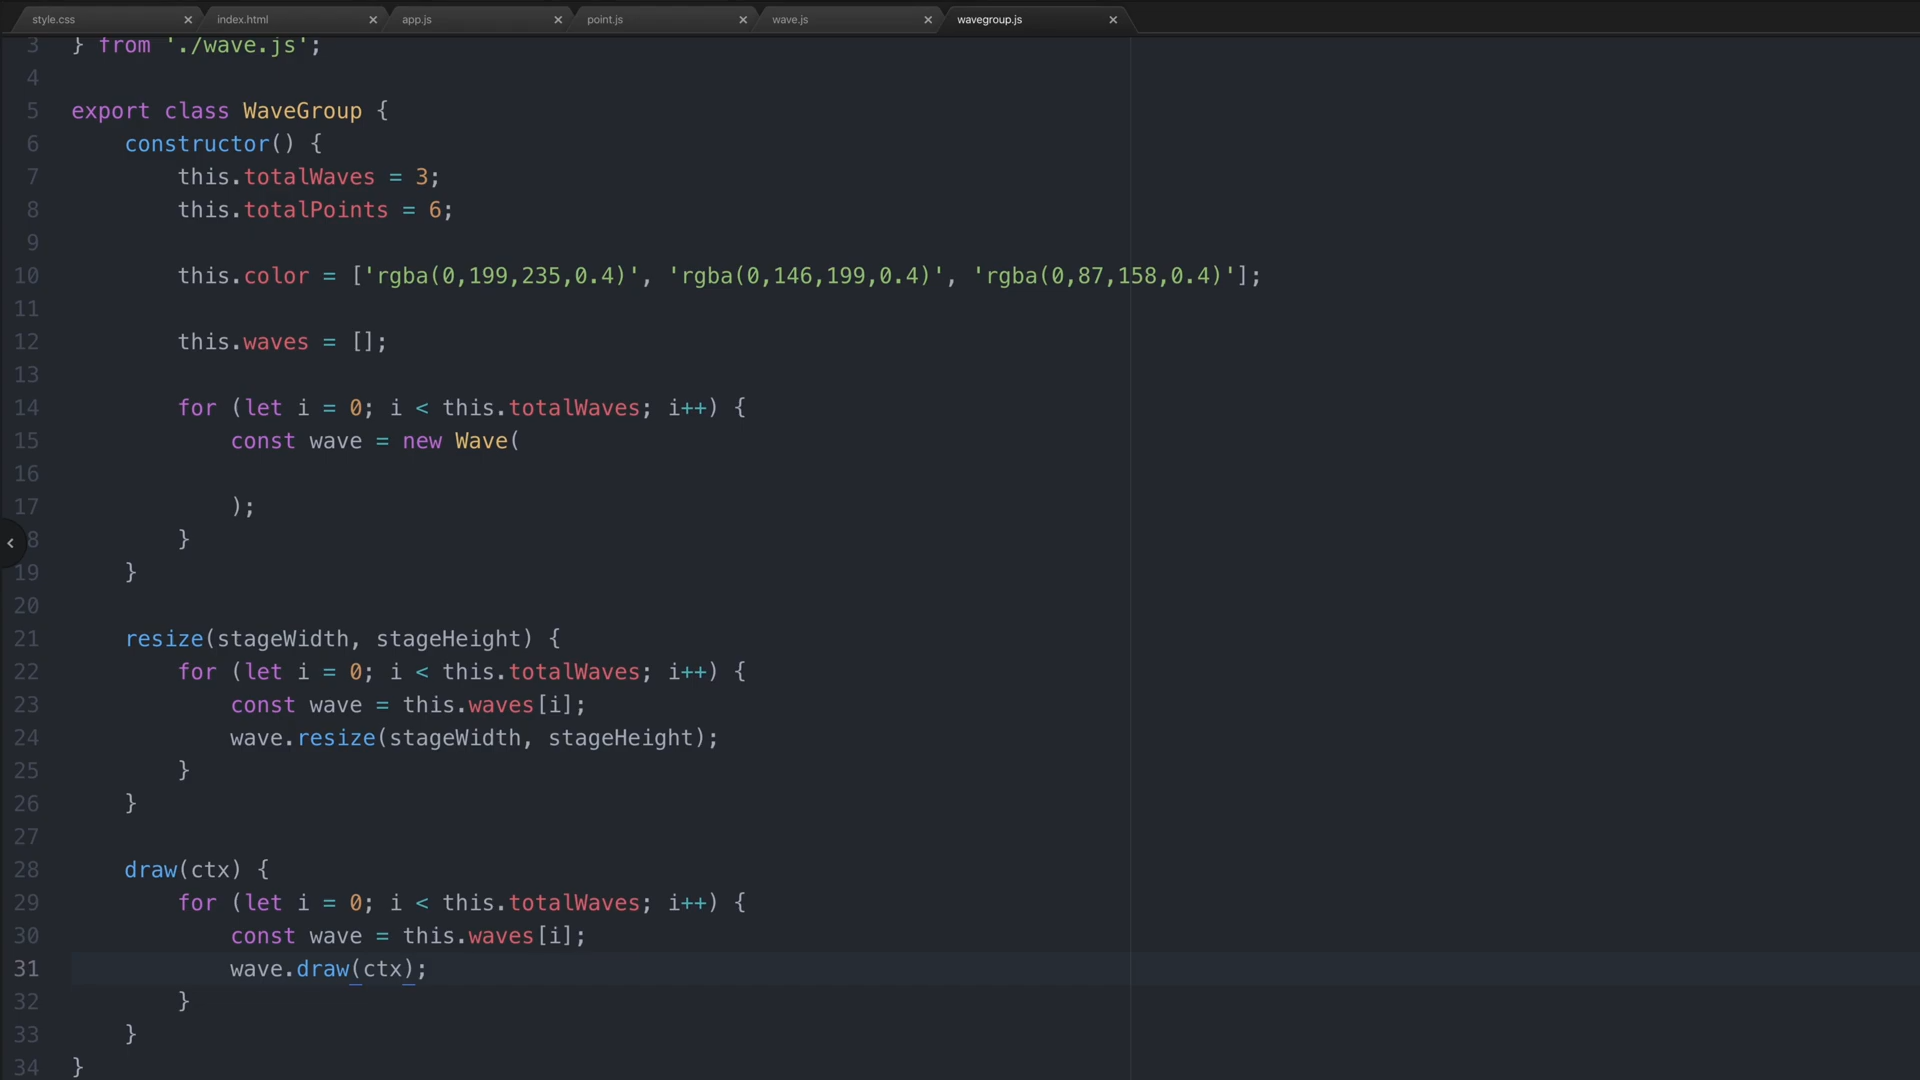 style.css × index.html × app.js × point.js × wave.js × wavegroup.js ×
3 } from './wave.js';
4
5 export class WaveGroup {
6 constructor() {
7 this.totalWaves = 3;
8 this.totalPoints = 6;
9
10 this.color = ['rgba(0,199,235,0.4)', 'rgba(0,146,199,0.4)', 'rgba(0,87,158,0.4)'];
11
12 this.waves = [];
13
14 for (let i = 0; i < this.totalWaves; i++) {
15 const wave = new Wave(
16
17 );
8 }
19 }
20
21 resize(stageWidth, stageHeight) {
22 for (let i = 0; i < this.totalWaves; i++) {
23 const wave = this.waves[i];
24 wave.resize(stageWidth, stageHeight);
25 }
26 }
27
28 draw(ctx) {
29 for (let i = 0; i < this.totalWaves; i++) {
30 const wave = this.waves[i];
31 wave.draw(ctx);
32 }
33 }
34 }